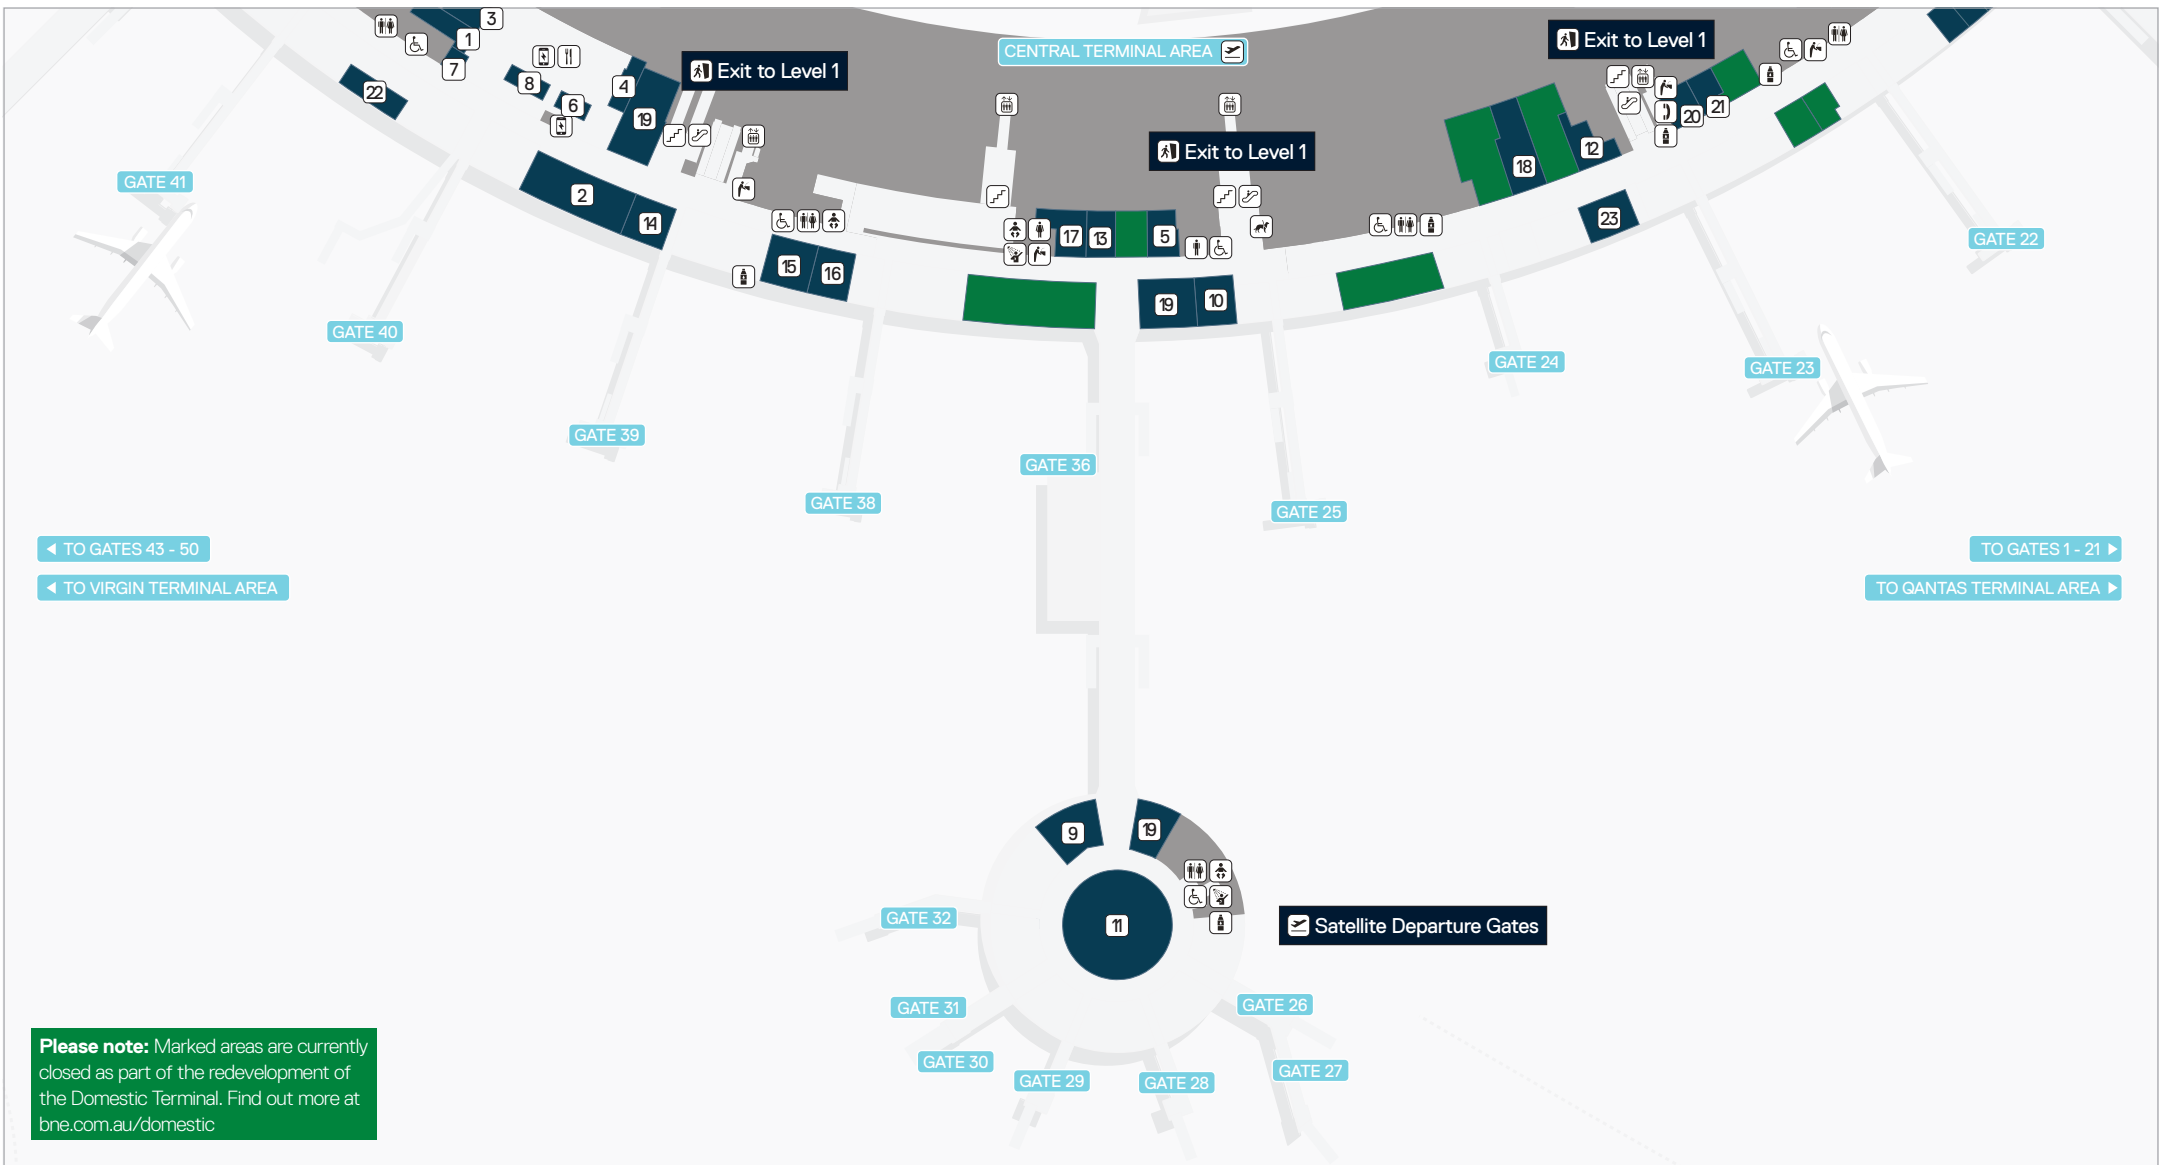 3
1
7
22
8
6
4
19
Exit to Level 1
CENTRAL TERMINAL AREA
Exit to Level 1
Exit to Level 1
20
21
12
18
23
2
14
15
16
17
13
5
19
10
GATE 41
GATE 40
GATE 39
GATE 38
GATE 36
GATE 25
GATE 24
GATE 23
GATE 22
TO GATES 43 - 50
TO VIRGIN TERMINAL AREA
TO GATES 1 - 21
TO QANTAS TERMINAL AREA
9
19
11
Satellite Departure Gates
GATE 32
GATE 31
GATE 30
GATE 29
GATE 28
GATE 27
GATE 26
Please note: Marked areas are currently
closed as part of the redevelopment of
the Domestic Terminal. Find out more at
bne.com.au/domestic